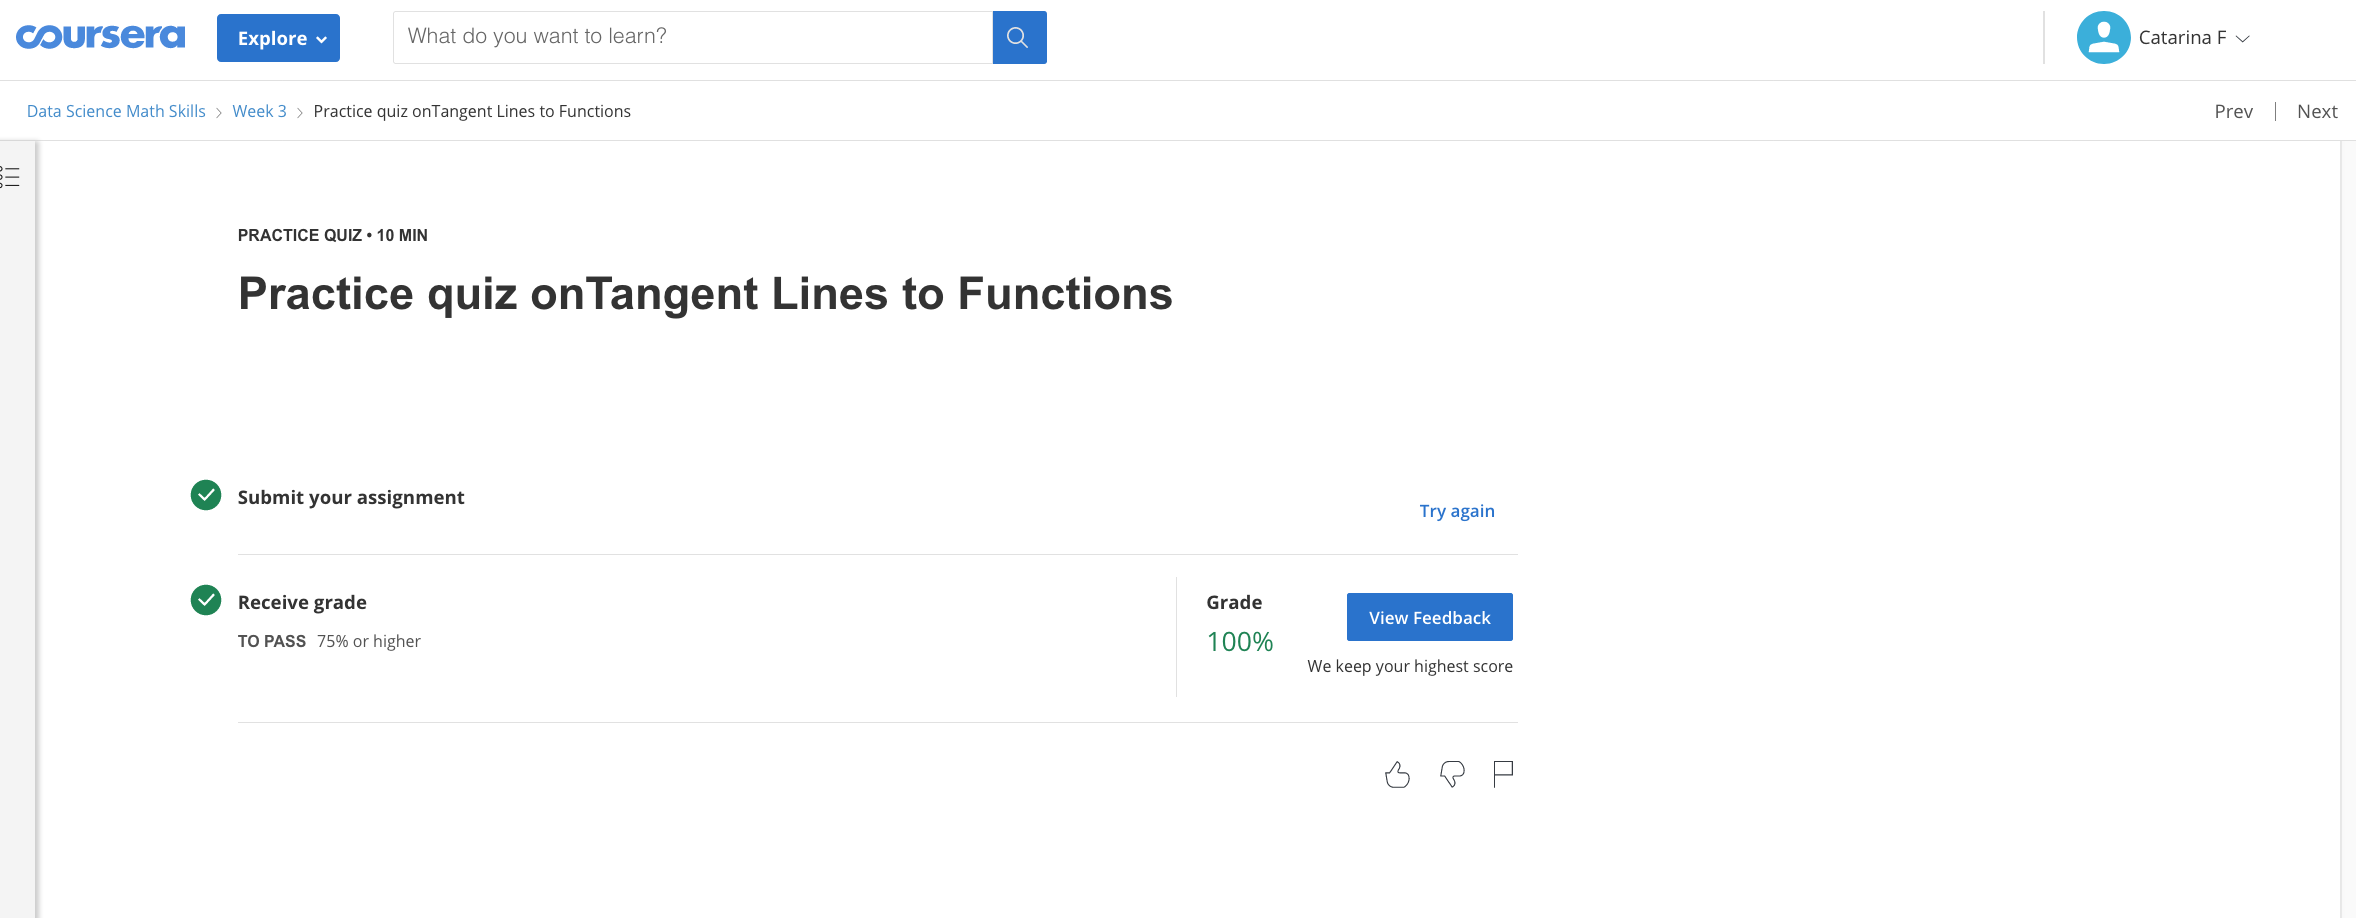 coursera
Explore
What do you want to learn?
Catarina F
Data Science Math Skills > Week 3 > Practice quiz onTangent Lines to Functions
Prev | Next
PRACTICE QUIZ • 10 MIN
Practice quiz onTangent Lines to Functions
Submit your assignment
Try again
Receive grade
TO PASS 75% or higher
Grade
100%
View Feedback
We keep your highest score